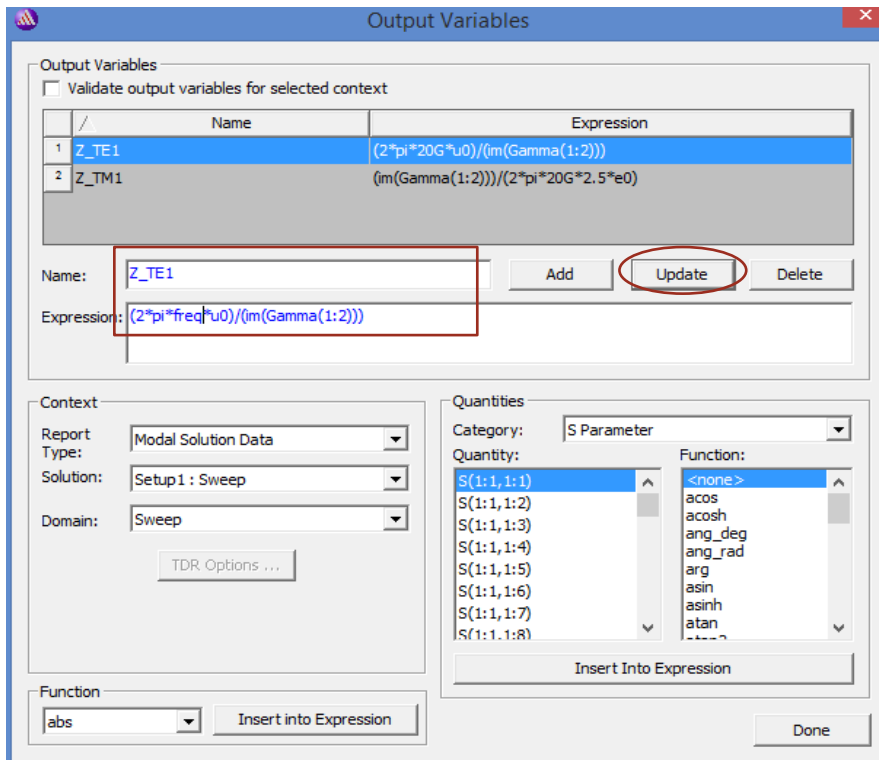 Output Variables
Output Variables
Validate output variables for selected context
Name Expression
1 Z_TE1 (2*pi*20G*u0)/(im(Gamma(1:2)))
2 Z_TM1 (im(Gamma(1:2)))/(2*pi*20G*2.5*e0)
Name: Z_TE1 Add Update Delete
Expression: (2*pi*freq*u0)/(im(Gamma(1:2)))
Context
Report Type: Modal Solution Data
Solution: Setup1 : Sweep
Domain: Sweep
TDR Options ...
Quantities
Category: S Parameter
Quantity: Function:
S(1:1,1:1) <none>
S(1:1,1:2) acos
S(1:1,1:3) acosh
S(1:1,1:4) ang_deg
S(1:1,1:5) ang_rad
S(1:1,1:6) arg
S(1:1,1:7) asin
S(1:1,1:8) asinh
atan
atan2
Insert Into Expression
Function
abs Insert into Expression
Done